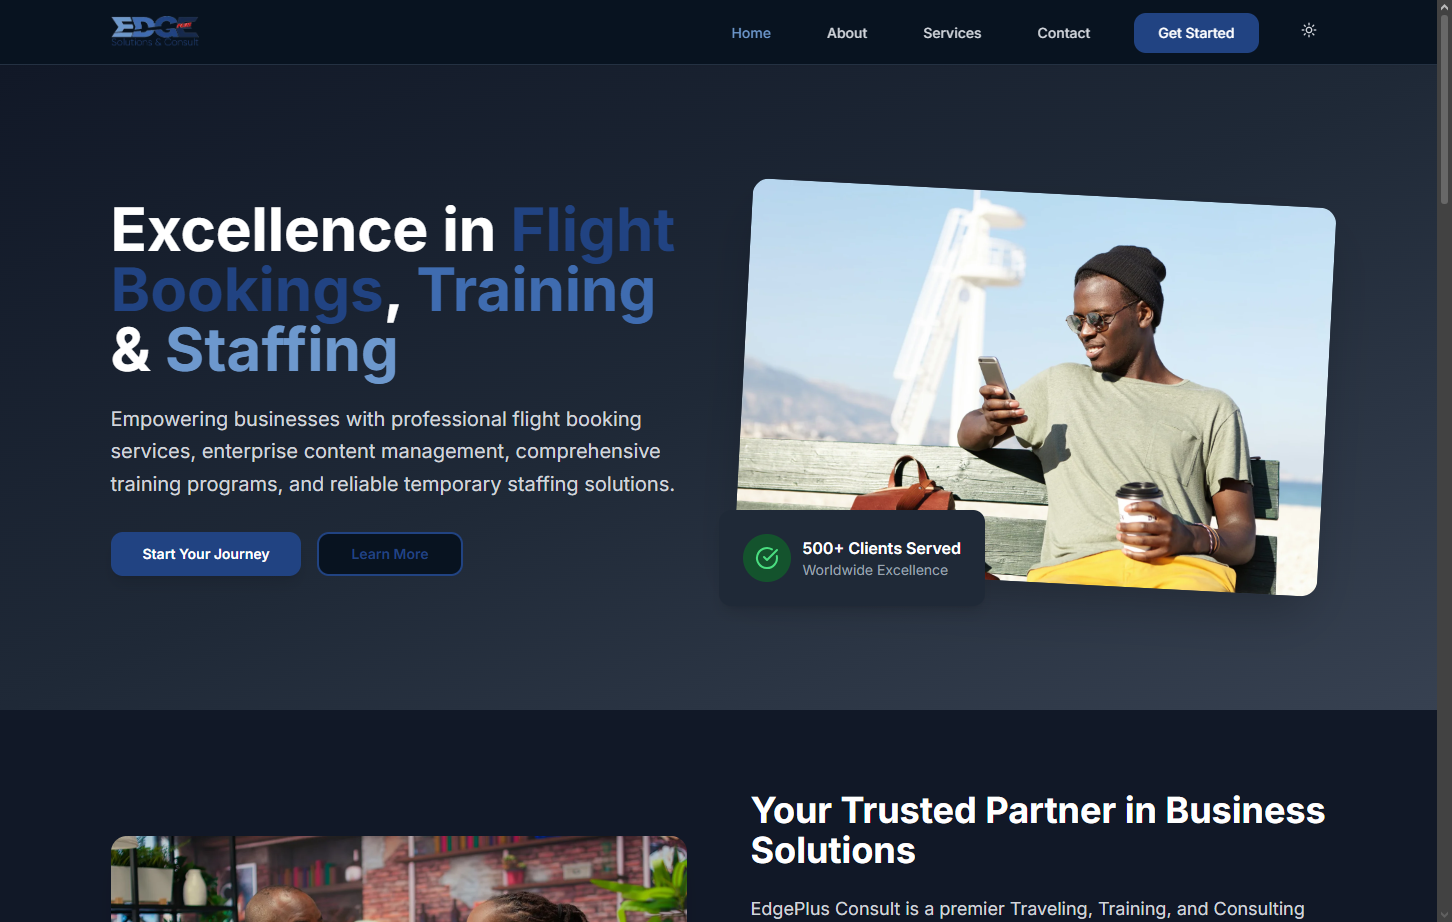 EDGE
Solutions & Consult
Home
About
Services
Contact
Get Started
Excellence in Flight
Bookings, Training
& Staffing
Empowering businesses with professional flight booking
services, enterprise content management, comprehensive
training programs, and reliable temporary staffing solutions.
Start Your Journey
Learn More
500+ Clients Served
Worldwide Excellence
Your Trusted Partner in Business
Solutions
EdgePlus Consult is a premier Traveling, Training, and Consulting